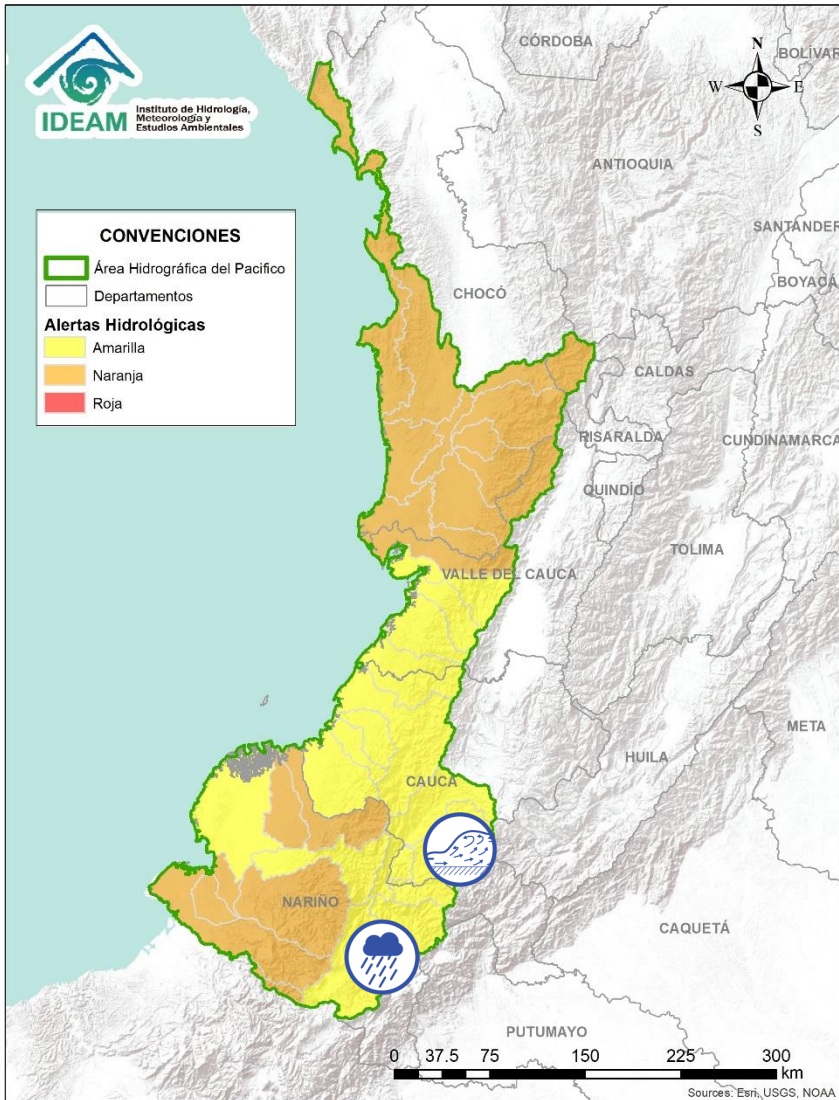 IDEAM
Instituto de Hidrología,
Meteorología y
Estudios Ambientales
CONVENCIONES
Área Hidrográfica del Pacifico
Departamentos
Alertas Hidrológicas
Amarilla
Naranja
Roja
N
W E
S
CÓRDOBA
BOLÍVAR
ANTIOQUIA
SANTANDER
BOYACÁ
CHOCÓ
CALDAS
RISARALDA
CUNDINAMARCA
QUINDÍO
TOLIMA
VALLE DEL CAUCA
META
HUILA
CAUCA
NARIÑO
CAQUETÁ
PUTUMAYO
0 37.5 75 150 225 300
km
Sources: Esri, USGS, NOAA